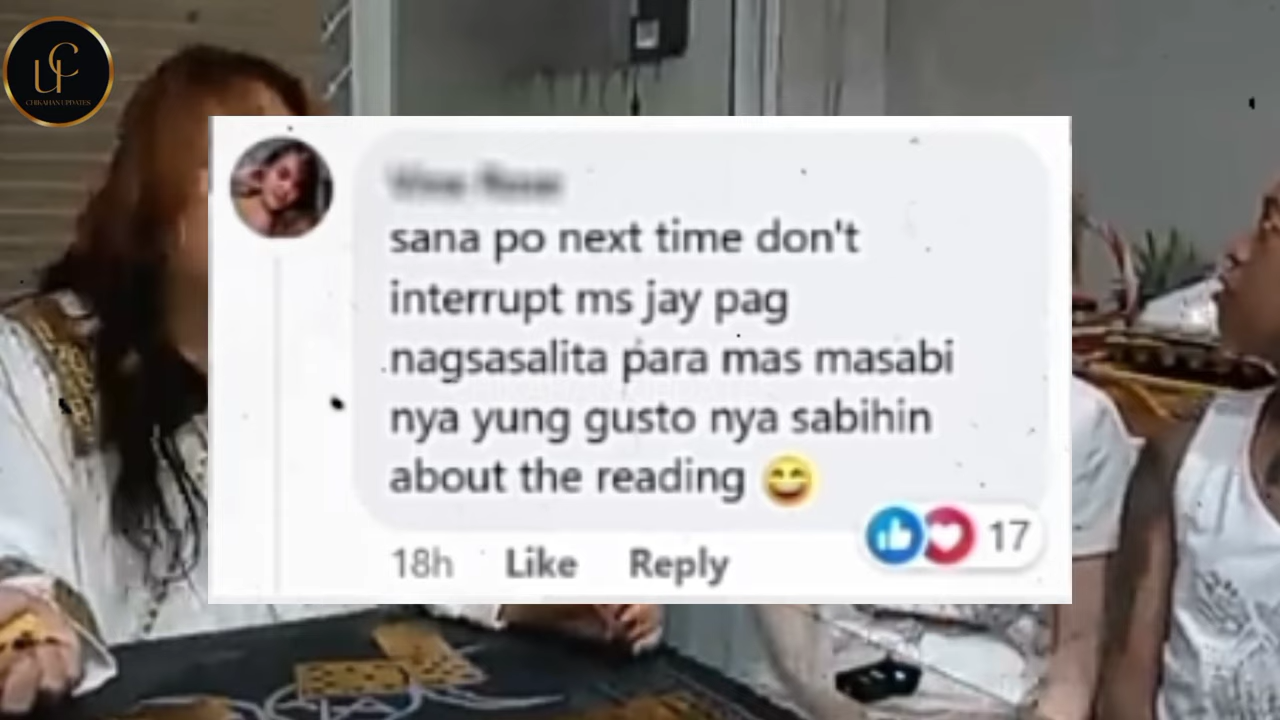 UC
CHIKAHAN UPDATES
sana po next time don't
interrupt ms jay pag
nagsasalita para mas masabi
nya yung gusto nya sabihin
about the reading 😄
17
18h Like Reply